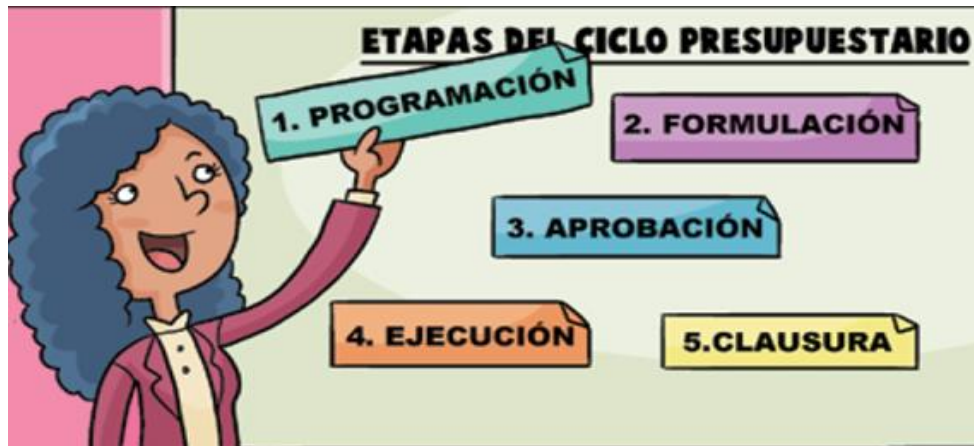 ETAPAS DEL CICLO PRESUPUESTARIO
1. PROGRAMACIÓN
2. FORMULACIÓN
3. APROBACIÓN
4. EJECUCIÓN
5.CLAUSURA